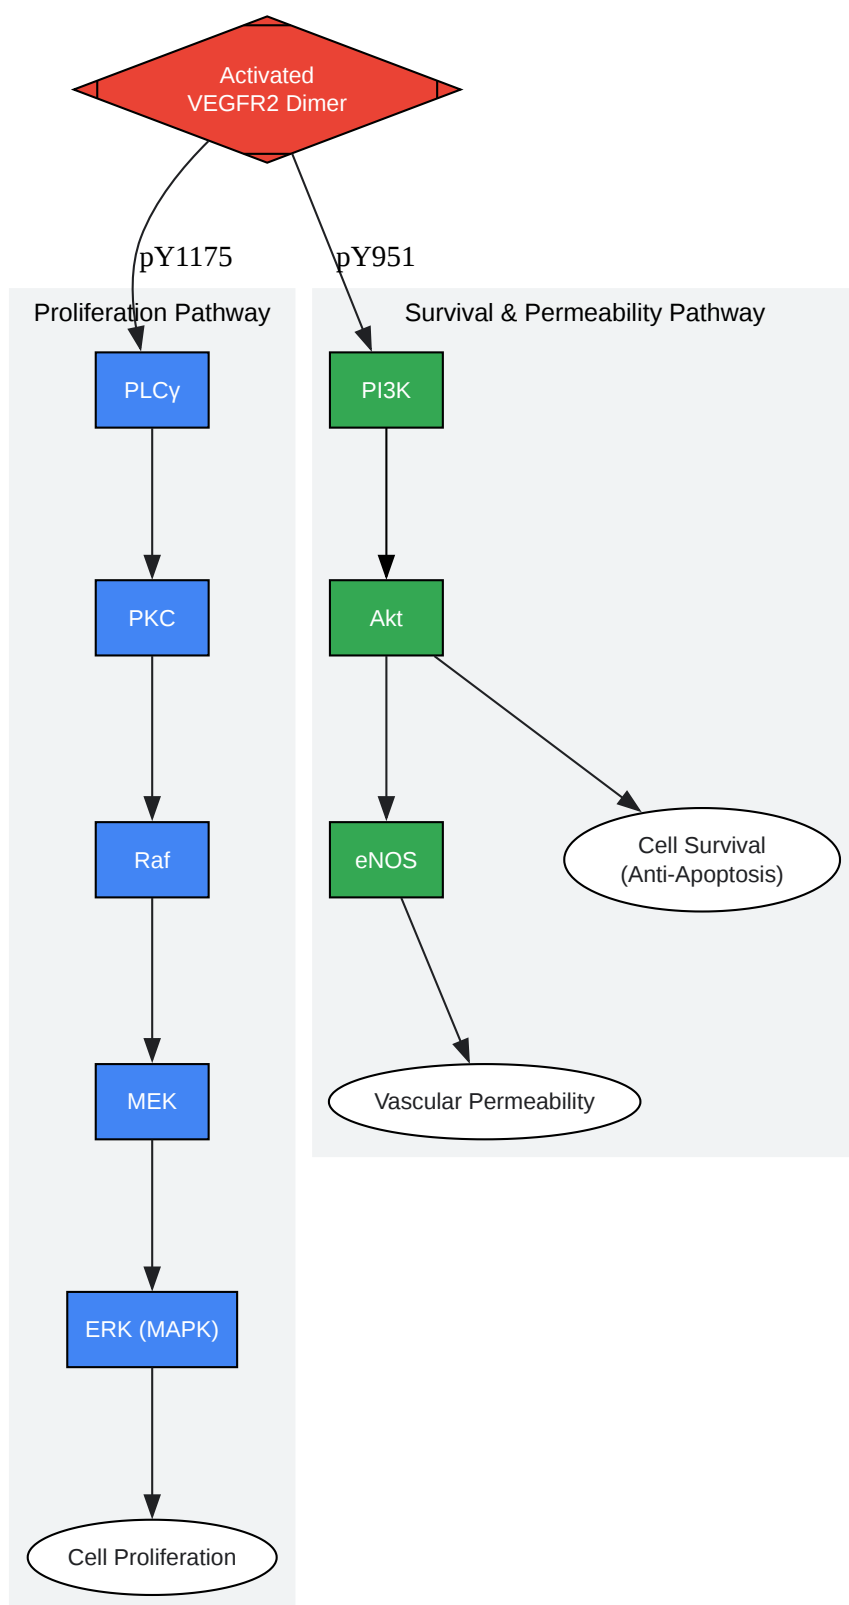 Activated
VEGFR2 Dimer
pY1175
pY951
Proliferation Pathway
Survival & Permeability Pathway
PLCγ
PI3K
PKC
Akt
Raf
eNOS
Cell Survival
(Anti-Apoptosis)
MEK
Vascular Permeability
ERK (MAPK)
Cell Proliferation